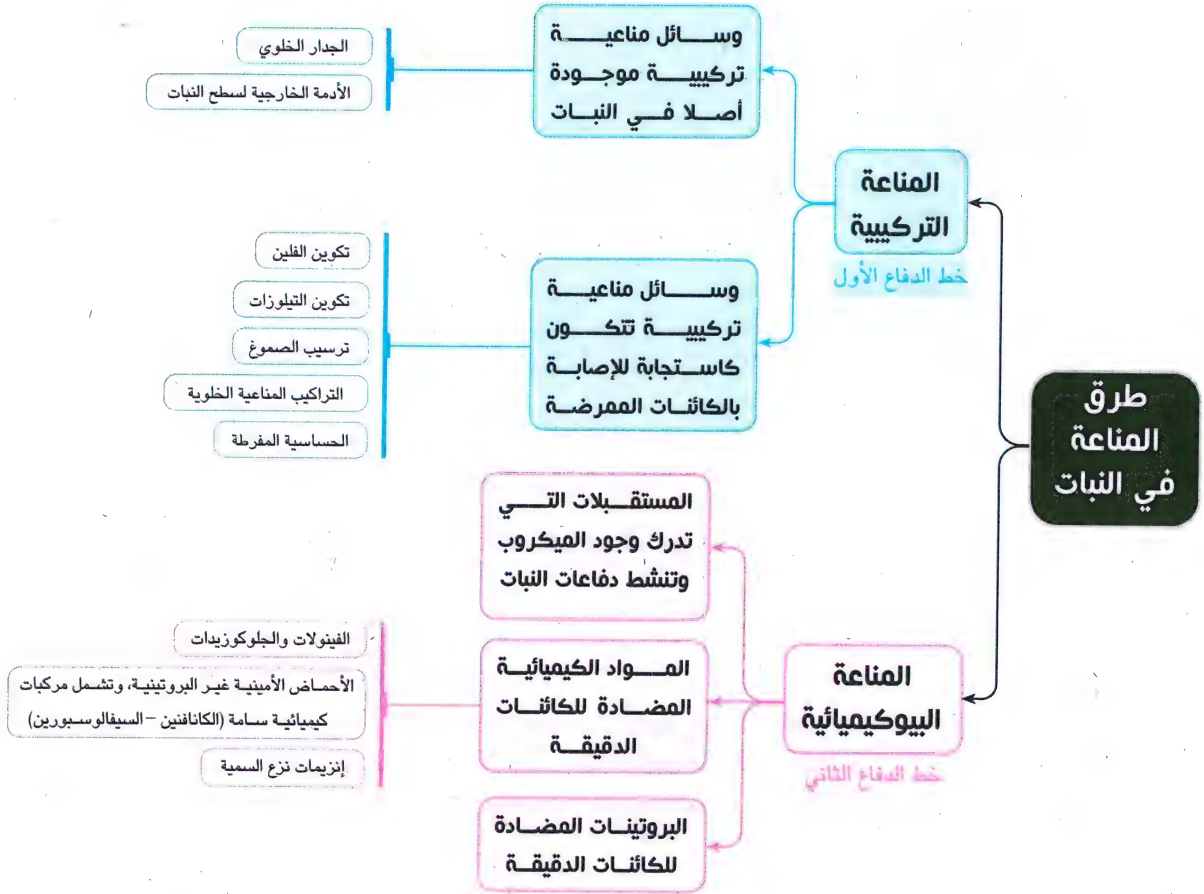 طرق
المناعة
في النبات
المناعة
التركيبية
خط الدفاع الأول
وسائل مناعية
تركيبية موجودة
أصلا في النبات
الجدار الخلوي
الأدمة الخارجية لسطح النبات
وسائل مناعية
تركيبية تتكون
كاستجابة للإصابة
بالكائنات الممرضة
تكوين الفلين
تكوين التيلوزات
ترسيب الصموغ
التراكيب المناعية الخلوية
الحساسية المفرطة
المناعة
البيوكيميائية
خط الدفاع الثاني
المستقبلات التي
تدرك وجود الميكروب
وتنشط دفاعات النبات
المواد الكيميائية
المضادة للكائنات
الدقيقة
الفينولات والجلوكوزيدات
الأحماض الأمينية غير البروتينية، وتشمل مركبات
كيميائية سامة (الكانافنين – السيفالوسبورين)
إنزيمات نزع السمية
البروتينات المضادة
للكائنات الدقيقة